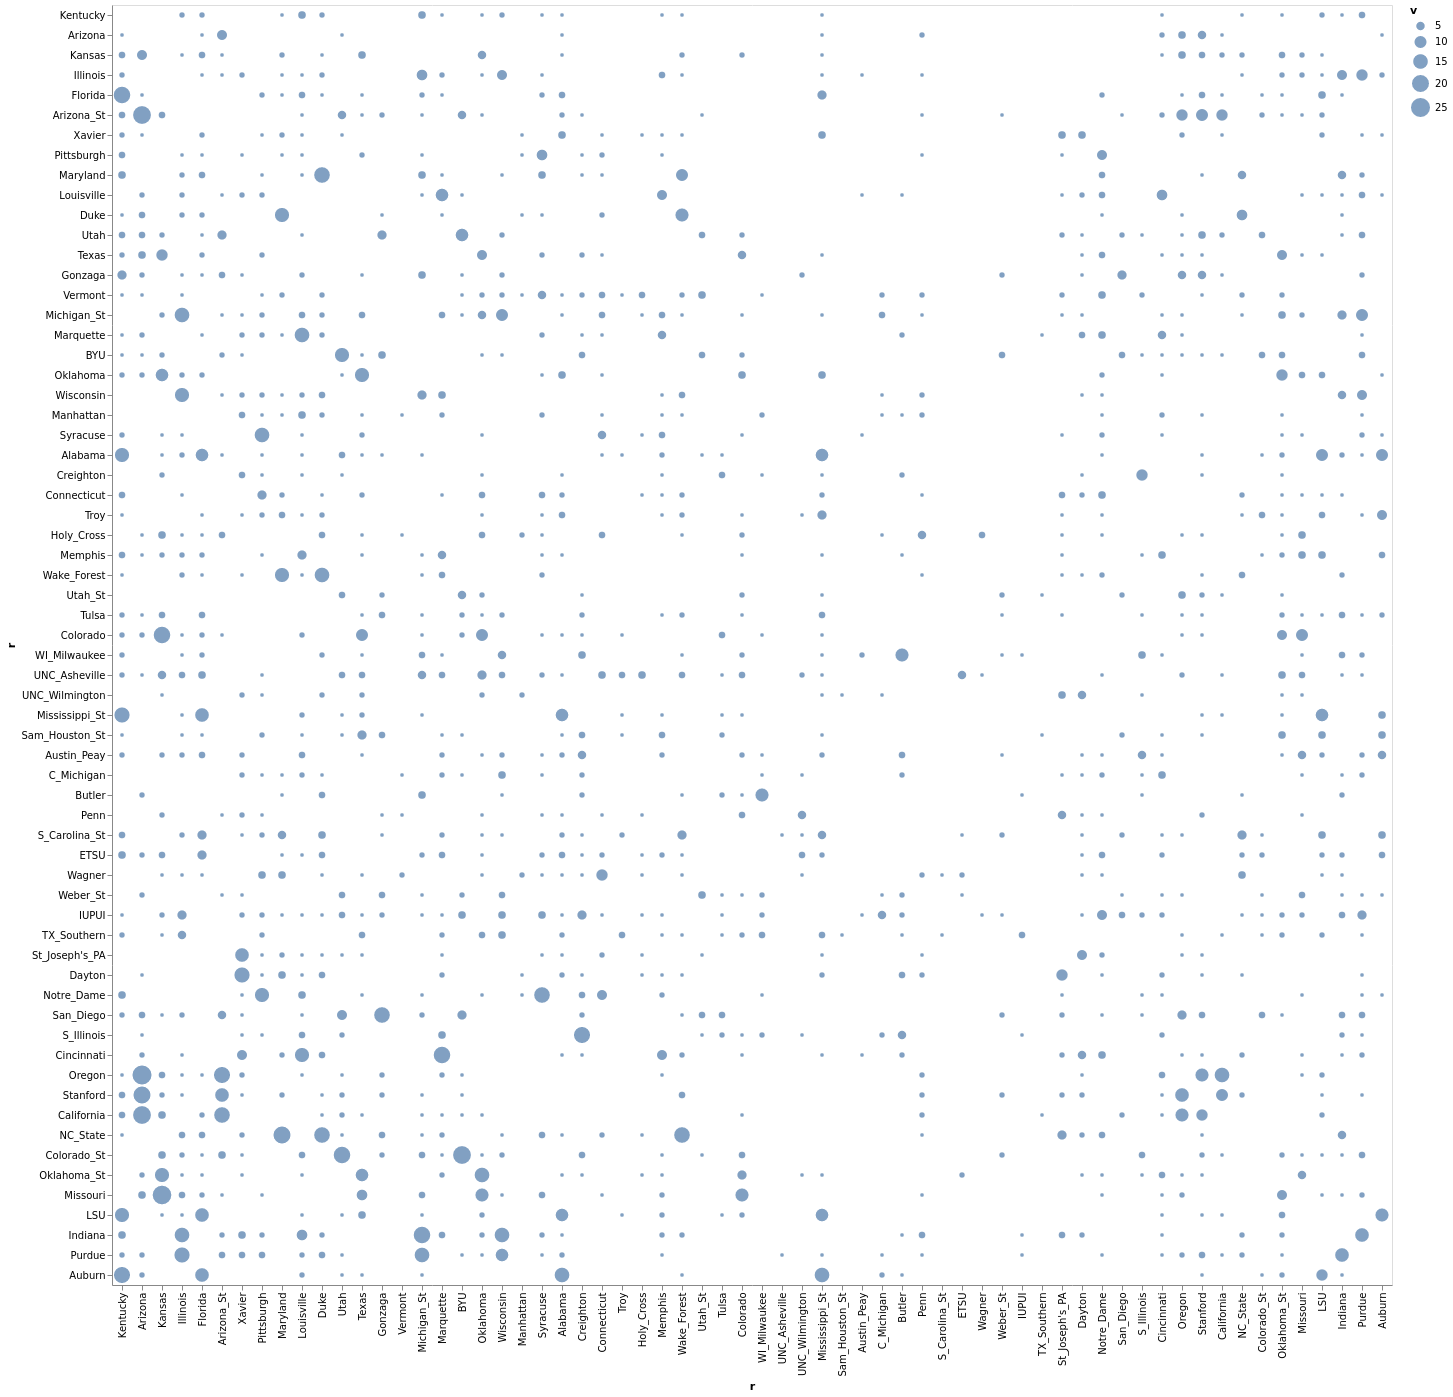 v
5
10
15
20
25
r
Kentucky
Arizona
Kansas
Illinois
Florida
Arizona_St
Xavier
Pittsburgh
Maryland
Louisville
Duke
Utah
Texas
Gonzaga
Vermont
Michigan_St
Marquette
BYU
Oklahoma
Wisconsin
Manhattan
Syracuse
Alabama
Creighton
Connecticut
Troy
Holy_Cross
Memphis
Wake_Forest
Utah_St
Tulsa
Colorado
WI_Milwaukee
UNC_Asheville
UNC_Wilmington
Mississippi_St
Sam_Houston_St
Austin_Peay
C_Michigan
Butler
Penn
S_Carolina_St
ETSU
Wagner
Weber_St
IUPUI
TX_Southern
St_Joseph's_PA
Dayton
Notre_Dame
San_Diego
S_Illinois
Cincinnati
Oregon
Stanford
California
NC_State
Colorado_St
Oklahoma_St
Missouri
LSU
Indiana
Purdue
Auburn
Kentucky
Arizona
Kansas
Illinois
Florida
Arizona_St
Xavier
Pittsburgh
Maryland
Louisville
Duke
Utah
Texas
Gonzaga
Vermont
Michigan_St
Marquette
BYU
Oklahoma
Wisconsin
Manhattan
Syracuse
Alabama
Creighton
Connecticut
Troy
Holy_Cross
Memphis
Wake_Forest
Utah_St
Tulsa
Colorado
WI_Milwaukee
UNC_Asheville
UNC_Wilmington
Mississippi_St
Sam_Houston_St
Austin_Peay
C_Michigan
Butler
Penn
S_Carolina_St
ETSU
Wagner
Weber_St
IUPUI
TX_Southern
St_Joseph's_PA
Dayton
Notre_Dame
San_Diego
S_Illinois
Cincinnati
Oregon
Stanford
California
NC_State
Colorado_St
Oklahoma_St
Missouri
LSU
Indiana
Purdue
Auburn
r